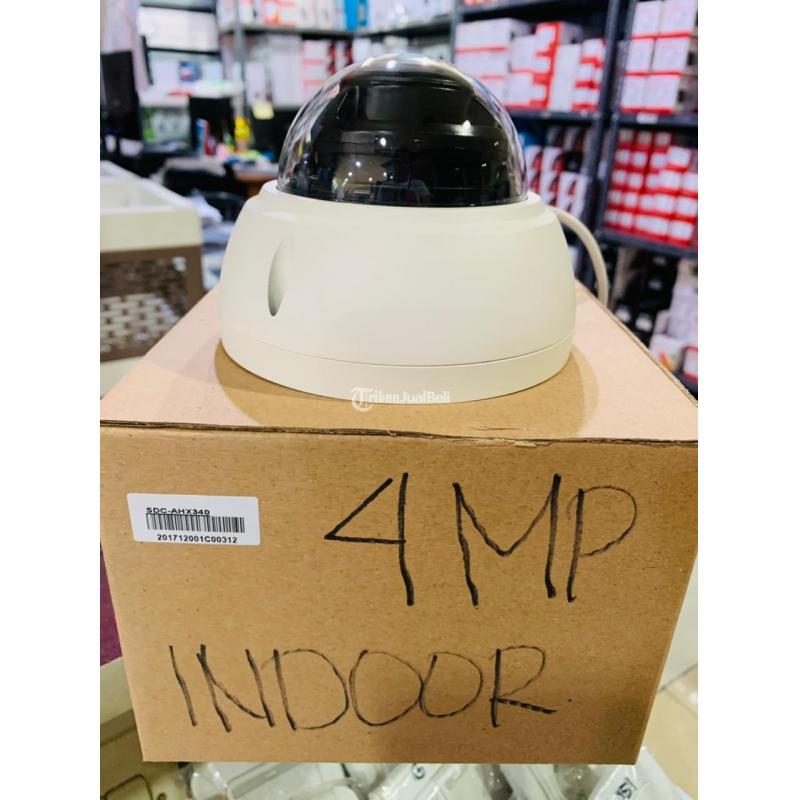 TribunJualBeli
SDC-AHX340
201712001C00312
4MP
INDOOR